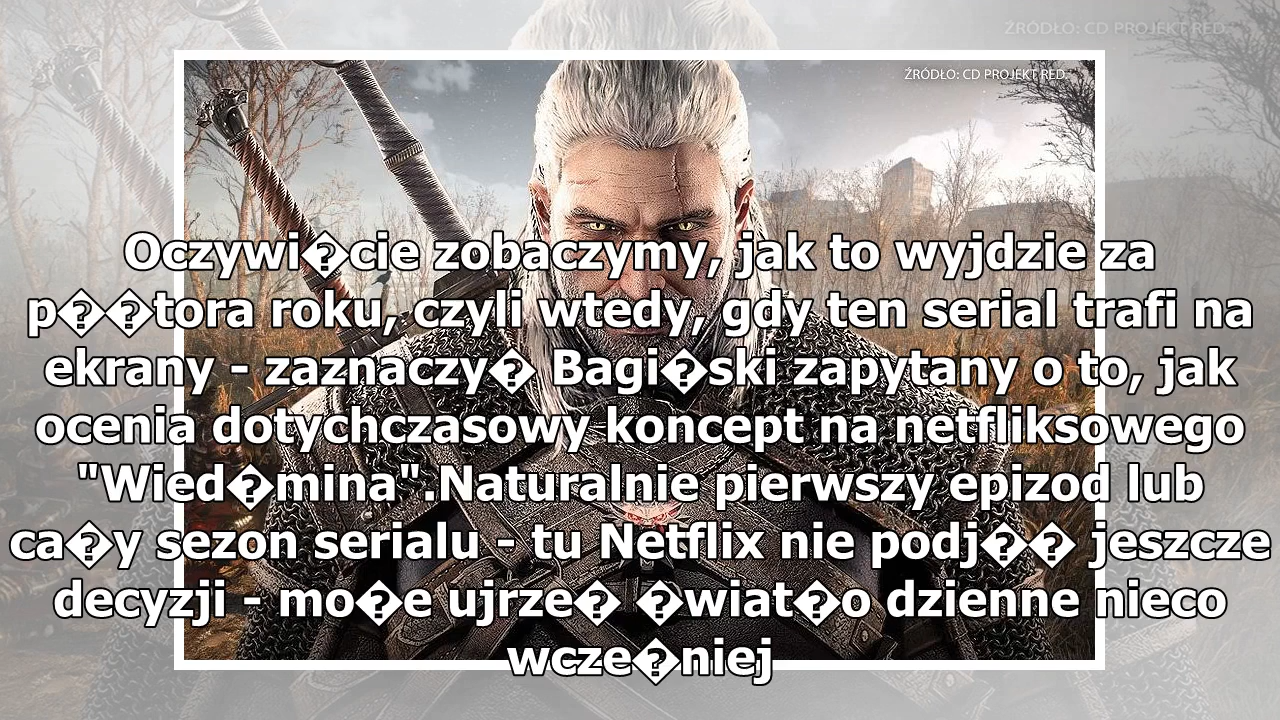 ŹRÓDŁO: CD PROJEKT RED.
ŹRÓDŁO: CD PROJEKT RED.
Oczywi�cie zobaczymy, jak to wyjdzie za
p��tora roku, czyli wtedy, gdy ten serial trafi na
ekrany - zaznaczy� Bagi�ski zapytany o to, jak
ocenia dotychczasowy koncept na netfliksowego
"Wied�mina".Naturalnie pierwszy epizod lub
ca�y sezon serialu - tu Netflix nie podj�� jeszcze
decyzji - mo�e ujrze� �wiat�o dzienne nieco
wcze�niej